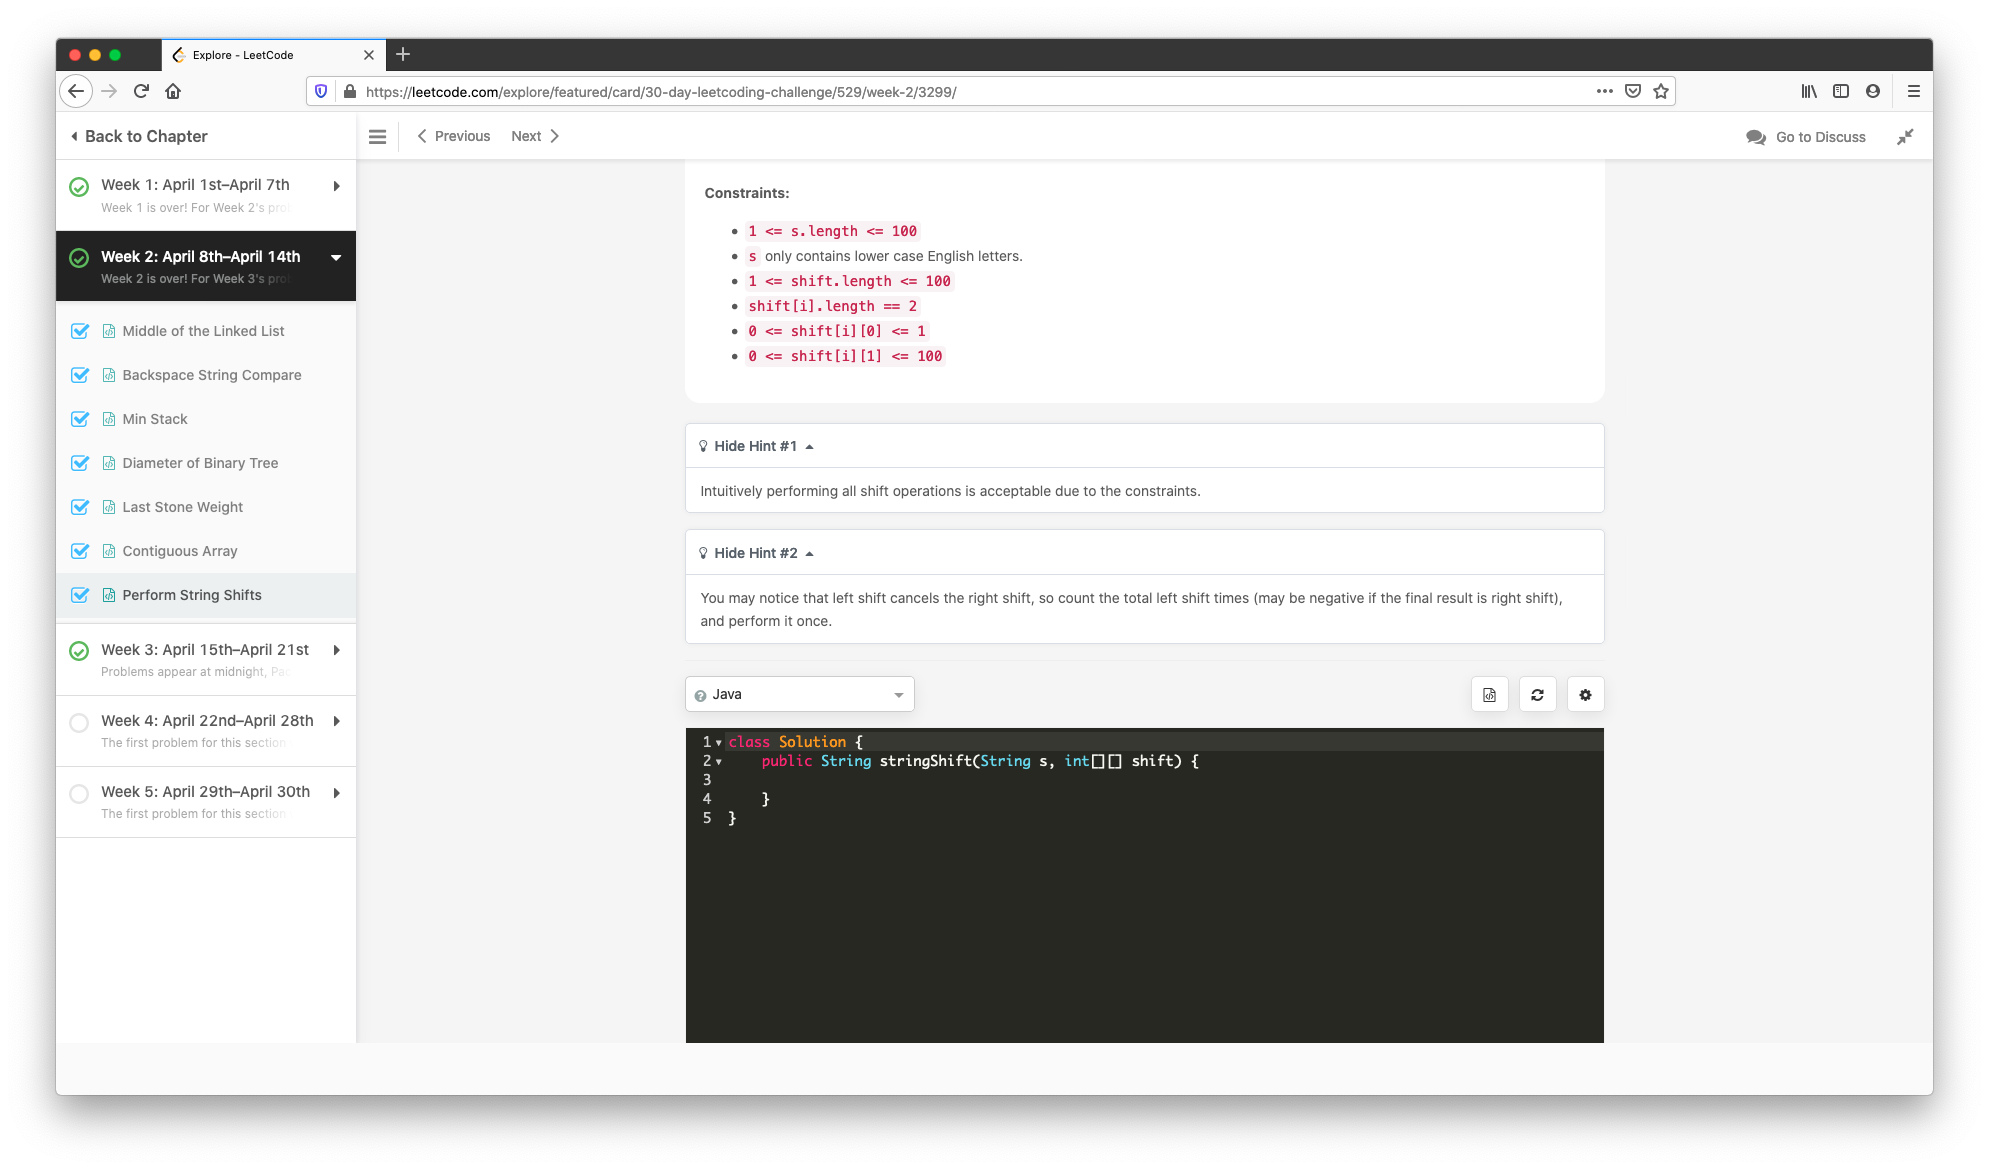 Explore - LeetCode
https://leetcode.com/explore/featured/card/30-day-leetcoding-challenge/529/week-2/3299/
Back to Chapter
Previous Next
Go to Discuss
Week 1: April 1st–April 7th
Week 1 is over! For Week 2's
Week 2: April 8th–April 14th
Week 2 is over! For Week 3's
Middle of the Linked List
Backspace String Compare
Min Stack
Diameter of Binary Tree
Last Stone Weight
Contiguous Array
Perform String Shifts
Week 3: April 15th–April 21st
Problems appear at midnight,
Week 4: April 22nd–April 28th
The first problem for this section
Week 5: April 29th–April 30th
The first problem for this section
Constraints:
1 <= s.length <= 100
s only contains lower case English letters.
1 <= shift.length <= 100
shift[i].length == 2
0 <= shift[i][0] <= 1
0 <= shift[i][1] <= 100
Hide Hint #1
Intuitively performing all shift operations is acceptable due to the constraints.
Hide Hint #2
You may notice that left shift cancels the right shift, so count the total left shift times (may be negative if the final result is right shift),
and perform it once.
Java
1 class Solution {
2 public String stringShift(String s, int[][] shift) {
3
4 }
5 }